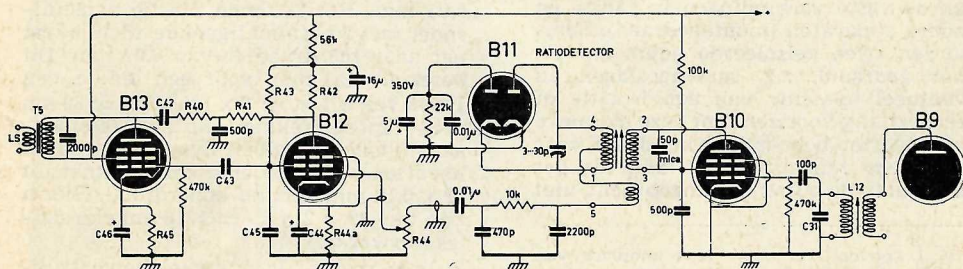 +
56k
100k
B11
RATIODETECTOR
15µ
350V
22k
5µ
0.01µ
T5
LS
2000p
B13
C42
R40
R41
500p
R43
R42
B12
C43
470k
C46
R45
C45
C44
R44a
R44
0.01µ
10k
470p
2200p
3...30p
4
1
5
2
3
50p
mica
500p
B10
100p
470k
C31
L12
B9